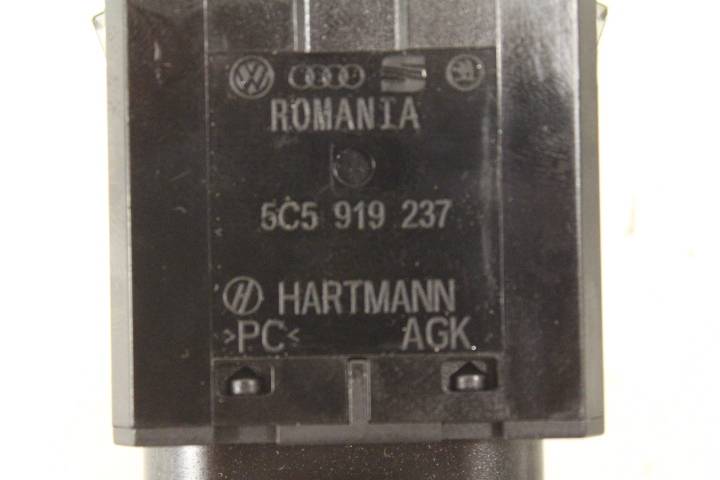 ROMANIA
5C5 919 237
HARTMANN
>PC< AGK